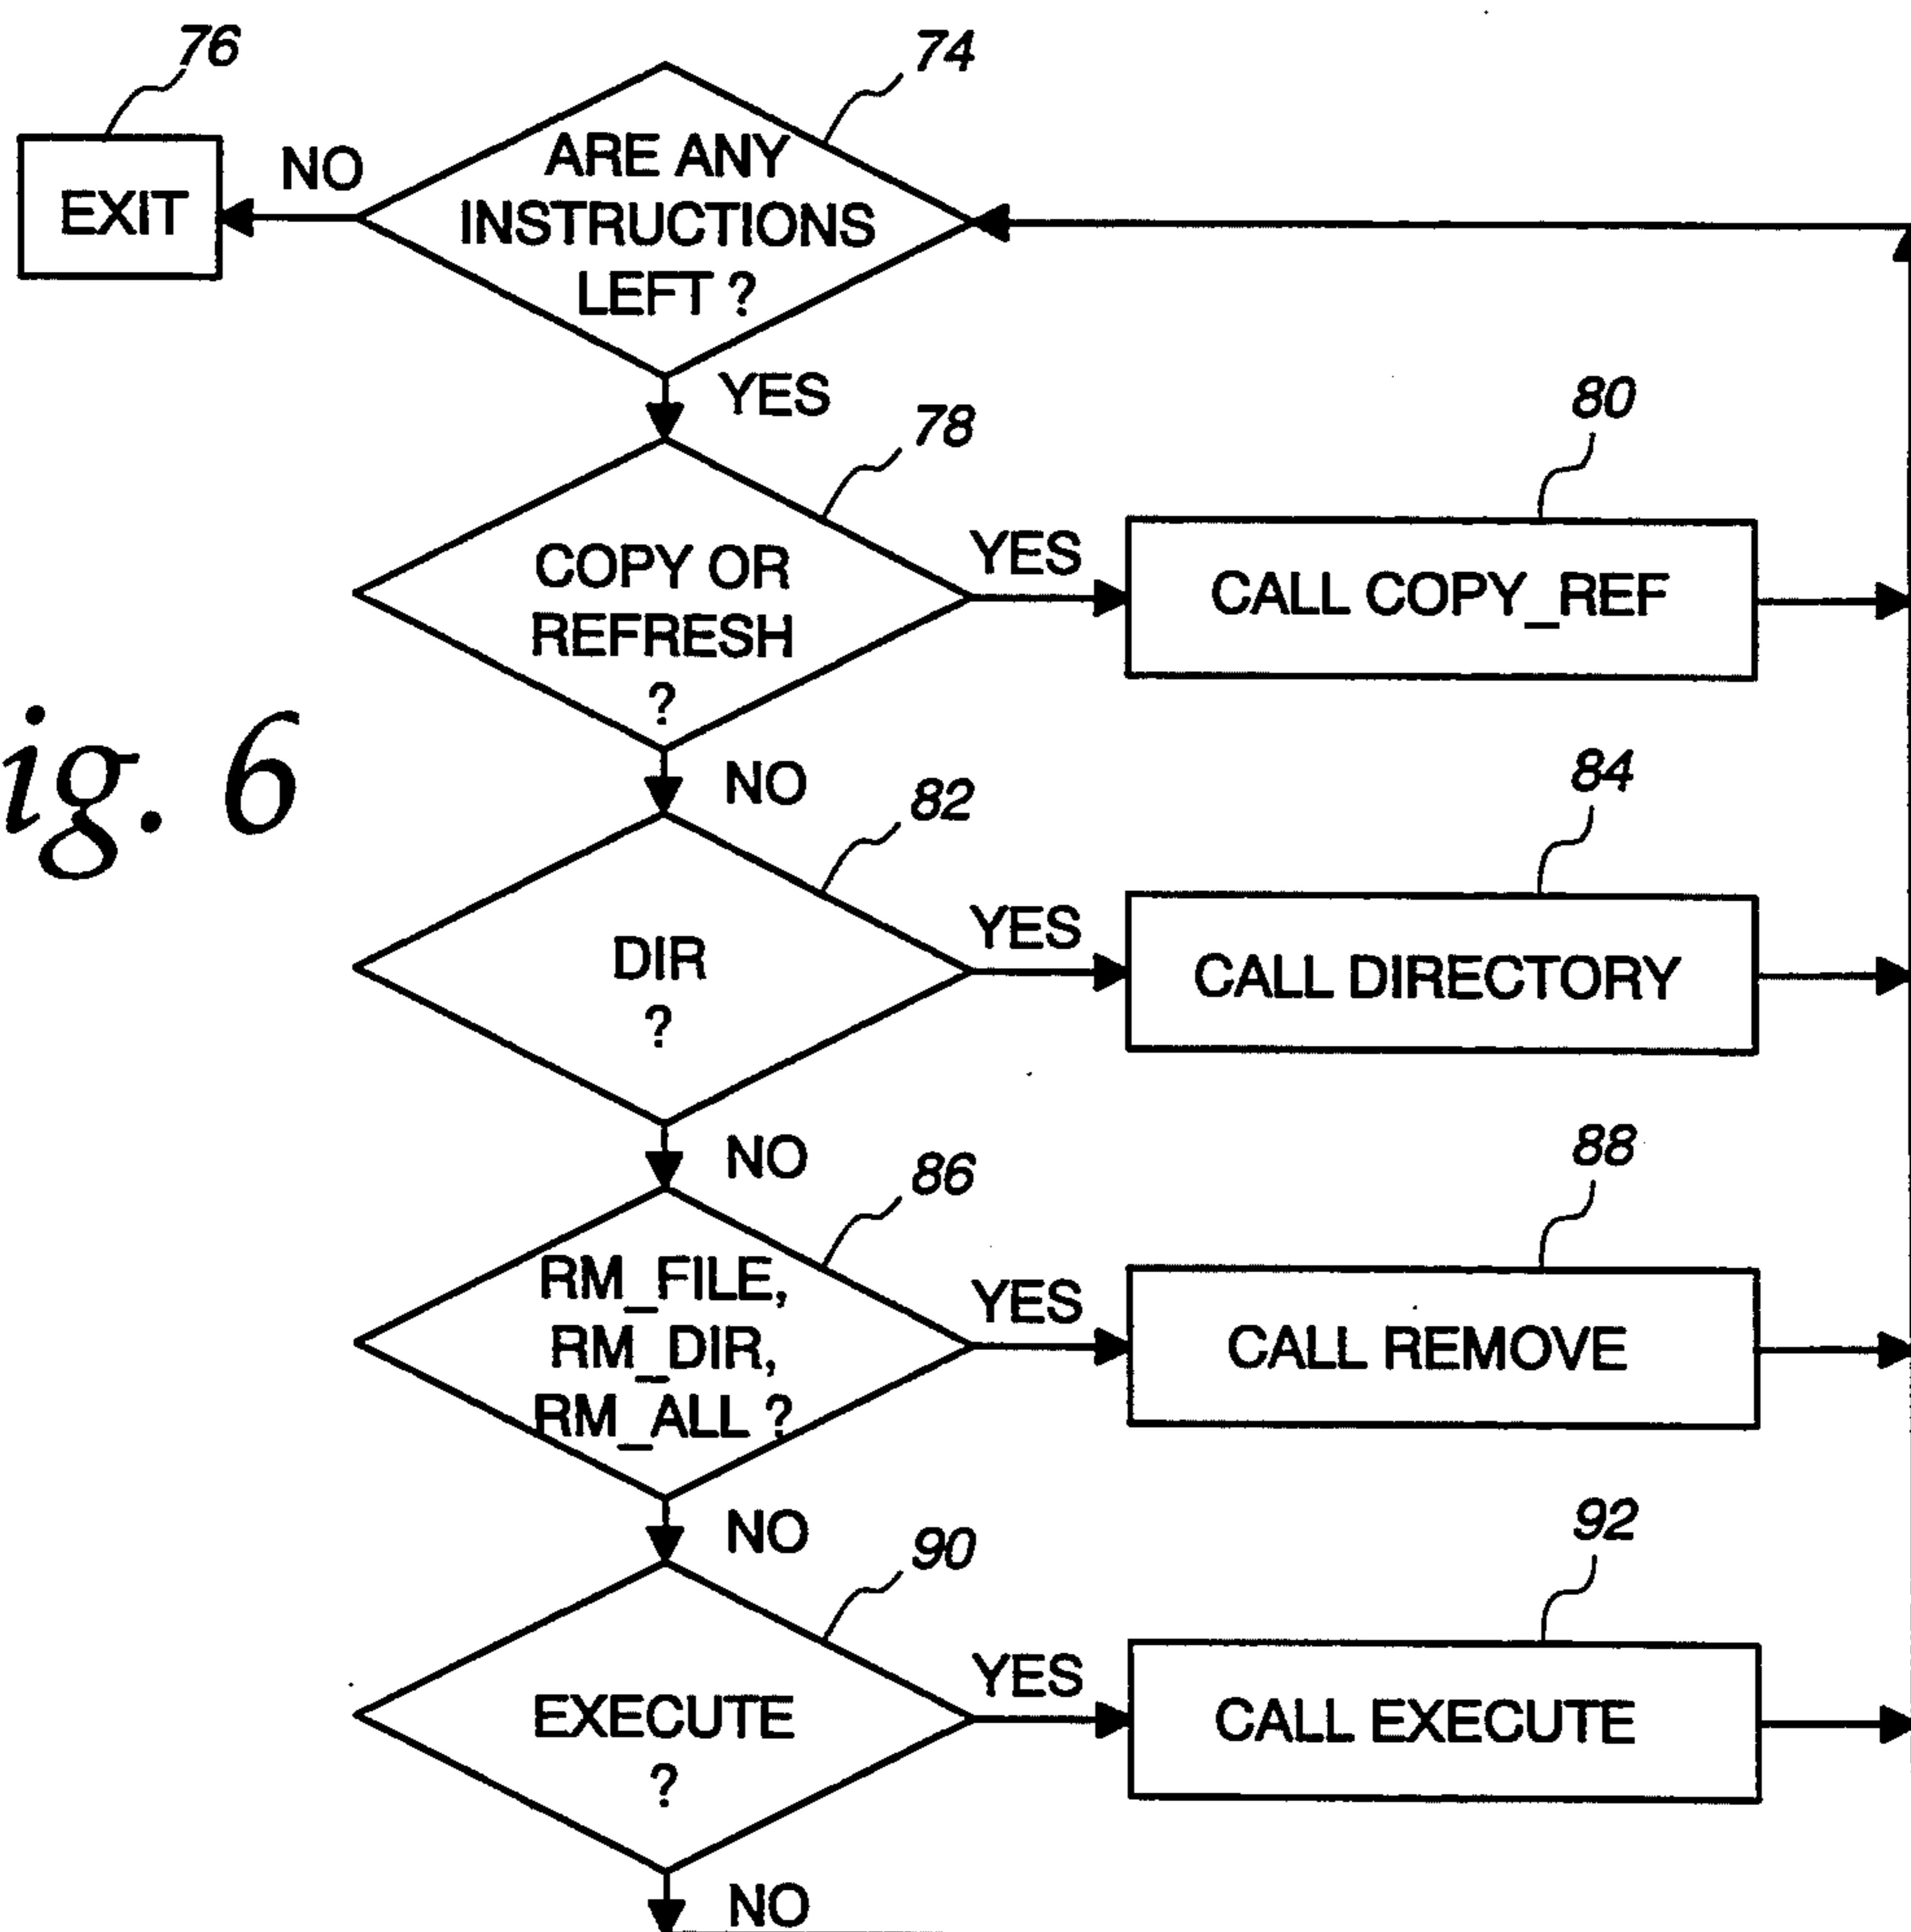 76
74
EXIT
NO
ARE ANY
INSTRUCTIONS
LEFT ?
YES
78
80
COPY OR
REFRESH
?
YES
CALL COPY_REF
ig. 6
NO
82
84
DIR
?
YES
CALL DIRECTORY
NO
86
88
RM_FILE,
RM_DIR,
RM_ALL ?
YES
CALL REMOVE
NO
90
92
EXECUTE
?
YES
CALL EXECUTE
NO